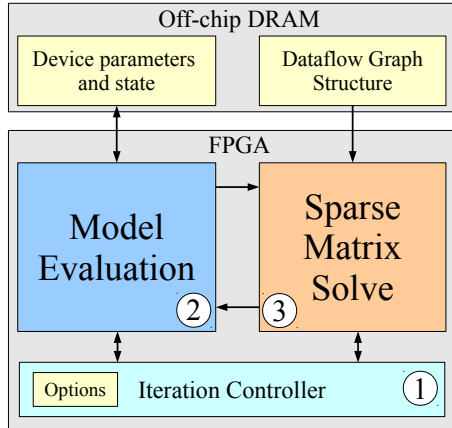 Off-chip DRAM
Device parameters
and state
Dataflow Graph
Structure
FPGA
Model
Evaluation
2
Sparse
Matrix
Solve
3
Options
Iteration Controller
1